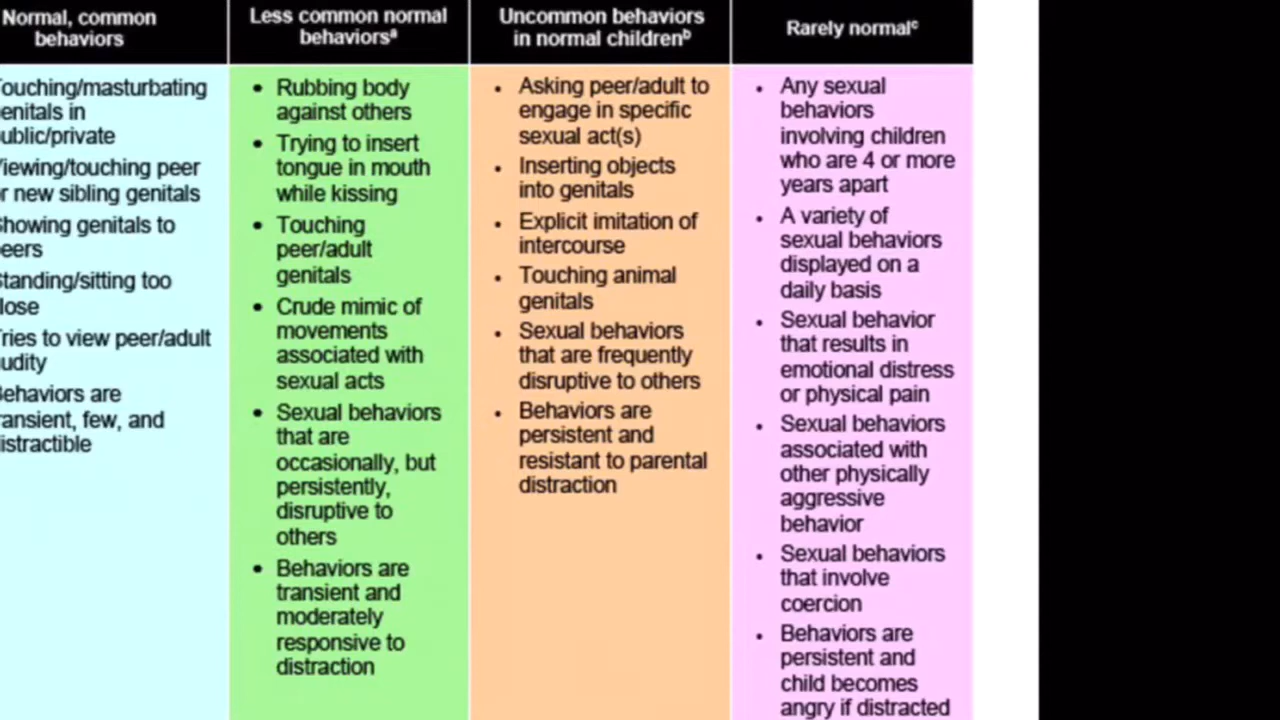 Normal, common
behaviors
ouching/masturbating
enitals in
ublic/private
iewing/touching peer
r new sibling genitals
howing genitals to
eers
tanding/sitting too
lose
ries to view peer/adult
udity
ehaviors are
ransient, few, and
istractible
Less common normal
behaviorsᵃ
• Rubbing body
against others
• Trying to insert
tongue in mouth
while kissing
• Touching
peer/adult
genitals
• Crude mimic of
movements
associated with
sexual acts
• Sexual behaviors
that are
occasionally, but
persistently,
disruptive to
others
• Behaviors are
transient and
moderately
responsive to
distraction
Uncommon behaviors
in normal childrenᵇ
• Asking peer/adult to
engage in specific
sexual act(s)
• Inserting objects
into genitals
• Explicit imitation of
intercourse
• Touching animal
genitals
• Sexual behaviors
that are frequently
disruptive to others
• Behaviors are
persistent and
resistant to parental
distraction
Rarely normalᶜ
• Any sexual
behaviors
involving children
who are 4 or more
years apart
• A variety of
sexual behaviors
displayed on a
daily basis
• Sexual behavior
that results in
emotional distress
or physical pain
• Sexual behaviors
associated with
other physically
aggressive
behavior
• Sexual behaviors
that involve
coercion
• Behaviors are
persistent and
child becomes
angry if distracted